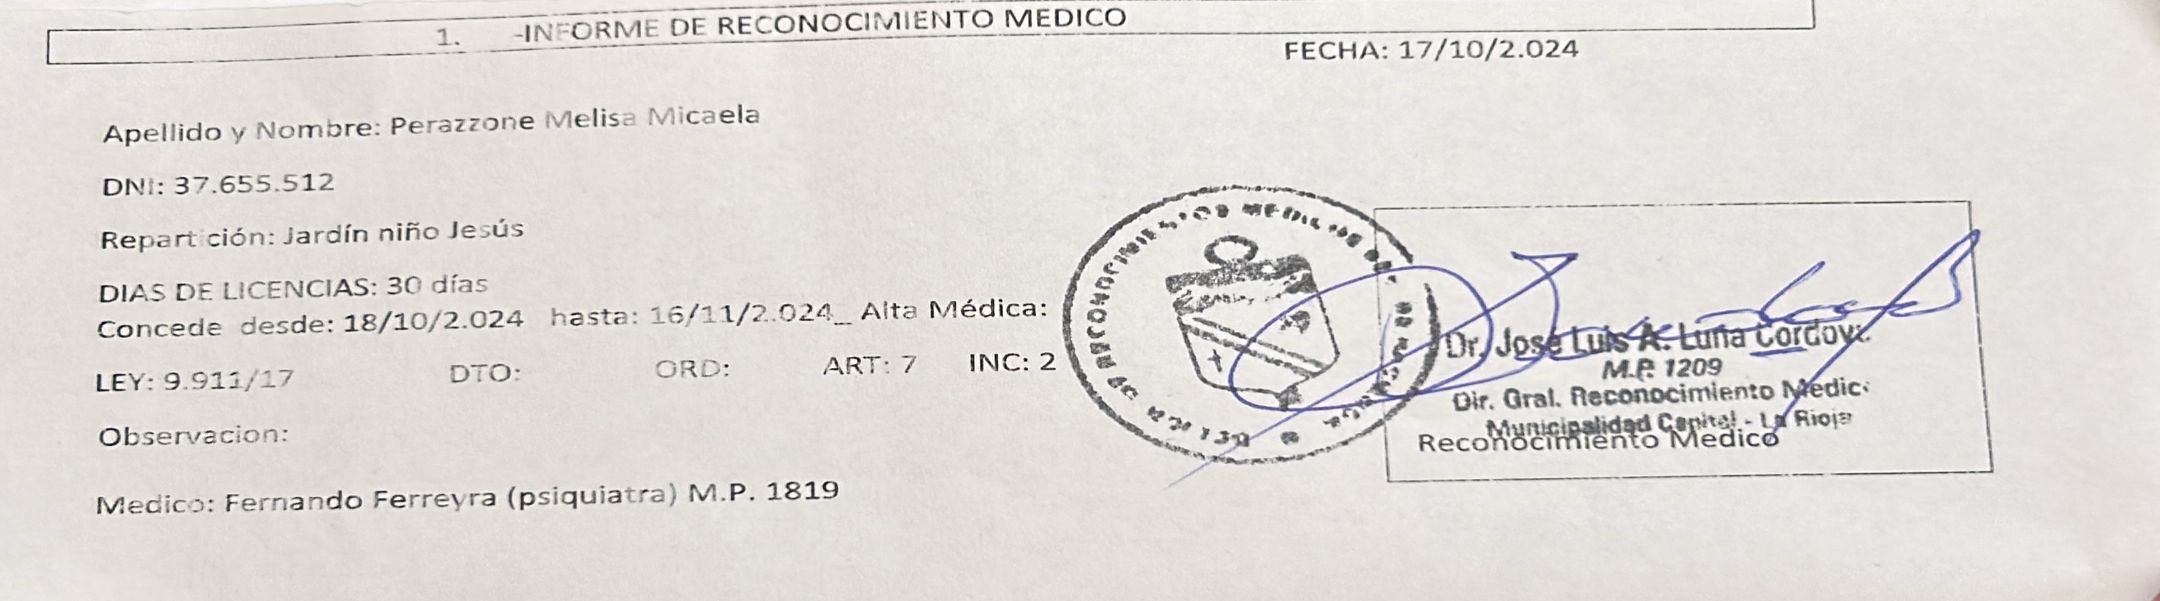 1. -INFORME DE RECONOCIMIENTO MEDICO
FECHA: 17/10/2.024
Apellido y Nombre: Perazzone Melisa Micaela
DNI: 37.655.512
Repartición: Jardín niño Jesús
DIAS DE LICENCIAS: 30 días
Concede desde: 18/10/2.024 hasta: 16/11/2.024_ Alta Médica:
LEY: 9.911/17 DTO: ORD: ART: 7 INC: 2
Observacion:
Medico: Fernando Ferreyra (psiquiatra) M.P. 1819
Dr. Jose Luis A. Luna Cordova
M.P. 1209
Dir. Gral. Reconocimiento Medic
Municipalidad Capital - La Rioja
Reconocimiento Medico